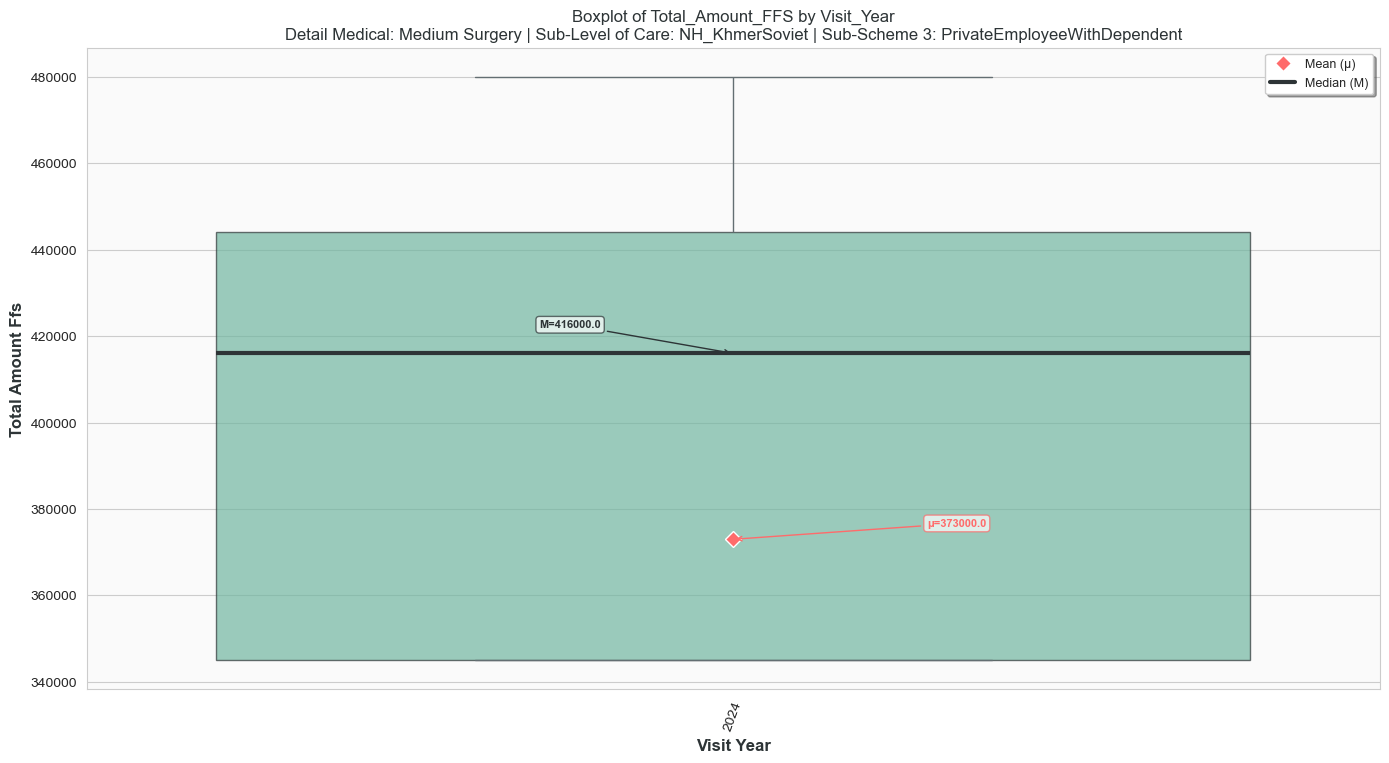 Boxplot of Total_Amount_FFS by Visit_Year
Detail Medical: Medium Surgery | Sub-Level of Care: NH_KhmerSoviet | Sub-Scheme 3: PrivateEmployeeWithDependent
Mean (μ)
Median (M)
480000
460000
440000
420000
400000
380000
360000
340000
Total Amount Ffs
M=416000.0
μ=373000.0
2024
Visit Year